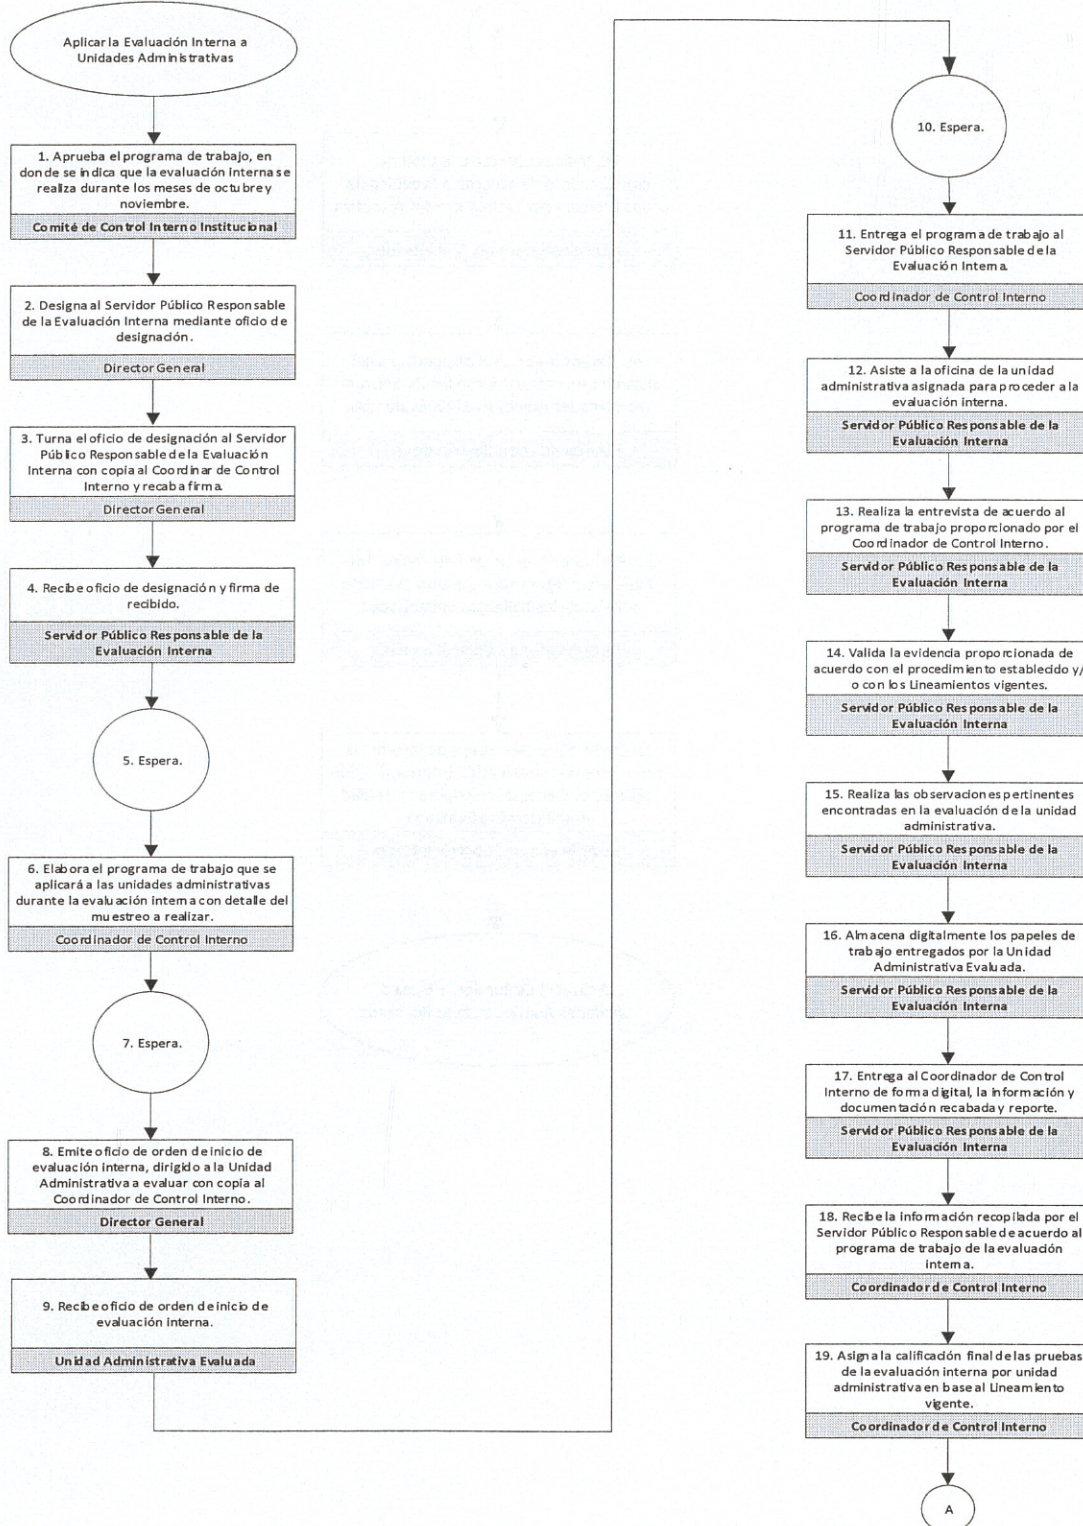 Aplicar la Evaluación Interna a
Unidades Administrativas
1. Aprueba el programa de trabajo, en
donde se indica que la evaluación interna se
realiza durante los meses de octubre y
noviembre.
Comité de Control Interno Institucional
2. Designa al Servidor Público Responsable
de la Evaluación Interna mediante oficio de
designación.
Director General
3. Turna el oficio de designación al Servidor
Público Responsable de la Evaluación
Interna con copia al Coordinar de Control
Interno y recaba firma.
Director General
4. Recibe oficio de designación y firma de
recibido.
Servidor Público Responsable de la
Evaluación Interna
5. Espera.
6. Elabora el programa de trabajo que se
aplicará a las unidades administrativas
durante la evaluación interna con detalle del
muestreo a realizar.
Coordinador de Control Interno
7. Espera.
8. Emite oficio de orden de inicio de
evaluación interna, dirigido a la Unidad
Administrativa a evaluar con copia al
Coordinador de Control Interno.
Director General
9. Recibe oficio de orden de inicio de
evaluación interna.
Unidad Administrativa Evaluada
10. Espera.
11. Entrega el programa de trabajo al
Servidor Público Responsable de la
Evaluación Interna.
Coordinador de Control Interno
12. Asiste a la oficina de la unidad
administrativa asignada para proceder a la
evaluación interna.
Servidor Público Responsable de la
Evaluación Interna
13. Realiza la entrevista de acuerdo al
programa de trabajo proporcionado por el
Coordinador de Control Interno.
Servidor Público Responsable de la
Evaluación Interna
14. Valida la evidencia proporcionada de
acuerdo con el procedimiento establecido y/
o con los Lineamientos vigentes.
Servidor Público Responsable de la
Evaluación Interna
15. Realiza las observaciones pertinentes
encontradas en la evaluación de la unidad
administrativa.
Servidor Público Responsable de la
Evaluación Interna
16. Almacena digitalmente los papeles de
trabajo entregados por la Unidad
Administrativa Evaluada.
Servidor Público Responsable de la
Evaluación Interna
17. Entrega al Coordinador de Control
Interno de forma digital, la información y
documentación recabada y reporte.
Servidor Público Responsable de la
Evaluación Interna
18. Recibe la información recopilada por el
Servidor Público Responsable de acuerdo al
programa de trabajo de la evaluación
interna.
Coordinador de Control Interno
19. Asigna la calificación final de las pruebas
de la evaluación interna por unidad
administrativa en base al Lineamiento
vigente.
Coordinador de Control Interno
A